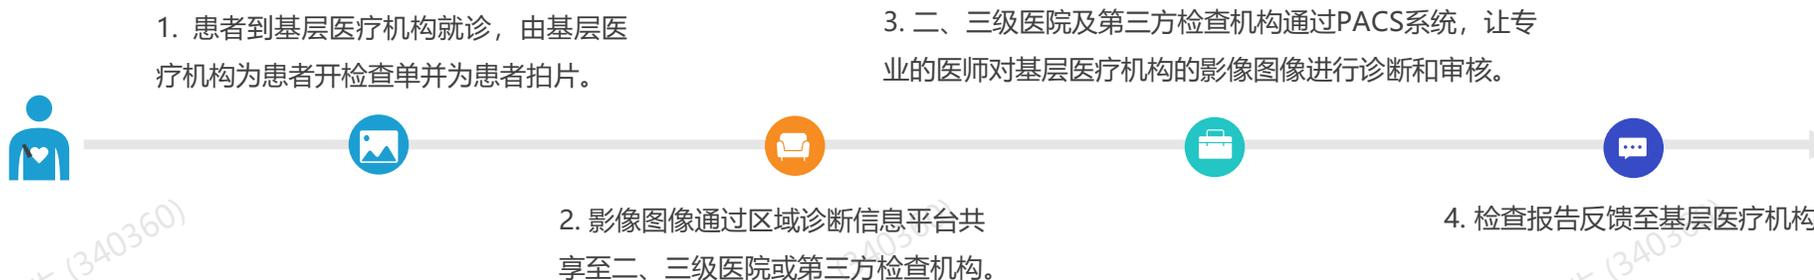 1. 患者到基层医疗机构就诊，由基层医
疗机构为患者开检查单并为患者拍片。
3. 二、三级医院及第三方检查机构通过PACS系统，让专
业的医师对基层医疗机构的影像图像进行诊断和审核。
2. 影像图像通过区域诊断信息平台共
享至二、三级医院或第三方检查机构。
4. 检查报告反馈至基层医疗机构
(340360)
(340360)
(340360)